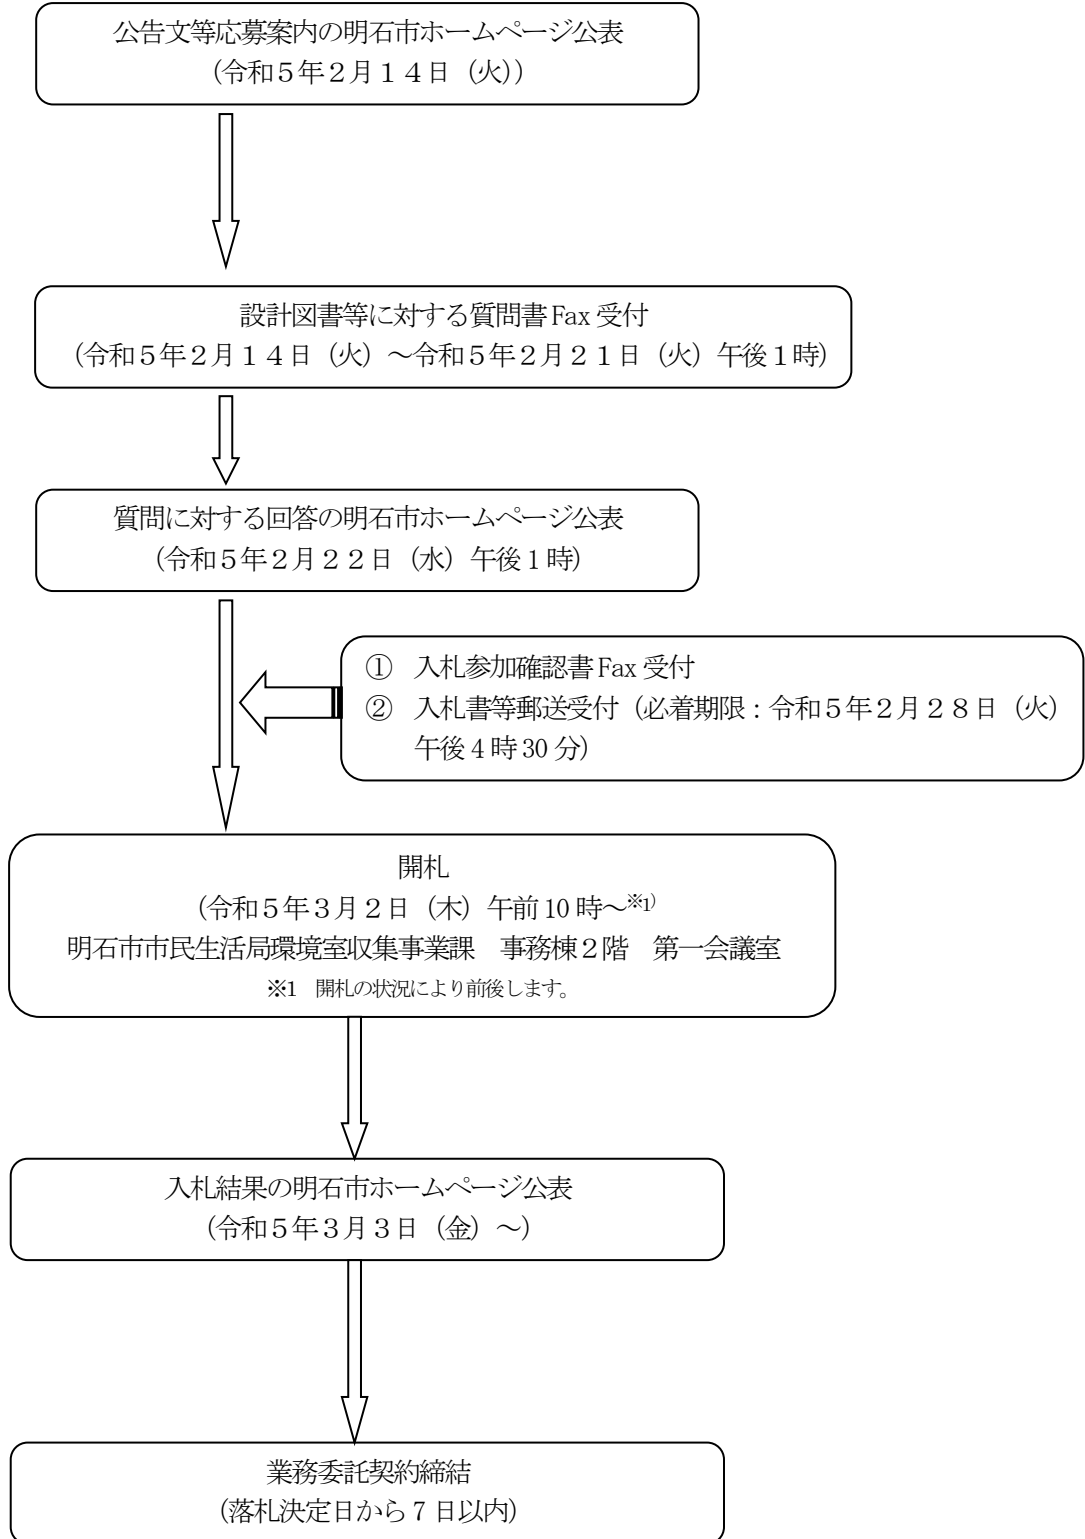 公告文等応募案内の明石市ホームページ公表
（令和５年２月１４日（火））
設計図書等に対する質問書 Fax 受付
（令和５年２月１４日（火）～令和５年２月２１日（火）午後１時）
質問に対する回答の明石市ホームページ公表
（令和５年２月２２日（水）午後１時）
① 入札参加確認書 Fax 受付
② 入札書等郵送受付（必着期限：令和５年２月２８日（火）
午後 4 時 30 分）
開札
（令和５年３月２日（木）午前 10 時～※1）
明石市市民生活局環境室収集事業課　事務棟２階　第一会議室
※1　開札の状況により前後します。
入札結果の明石市ホームページ公表
（令和５年３月３日（金）～）
業務委託契約締結
（落札決定日から 7 日以内）